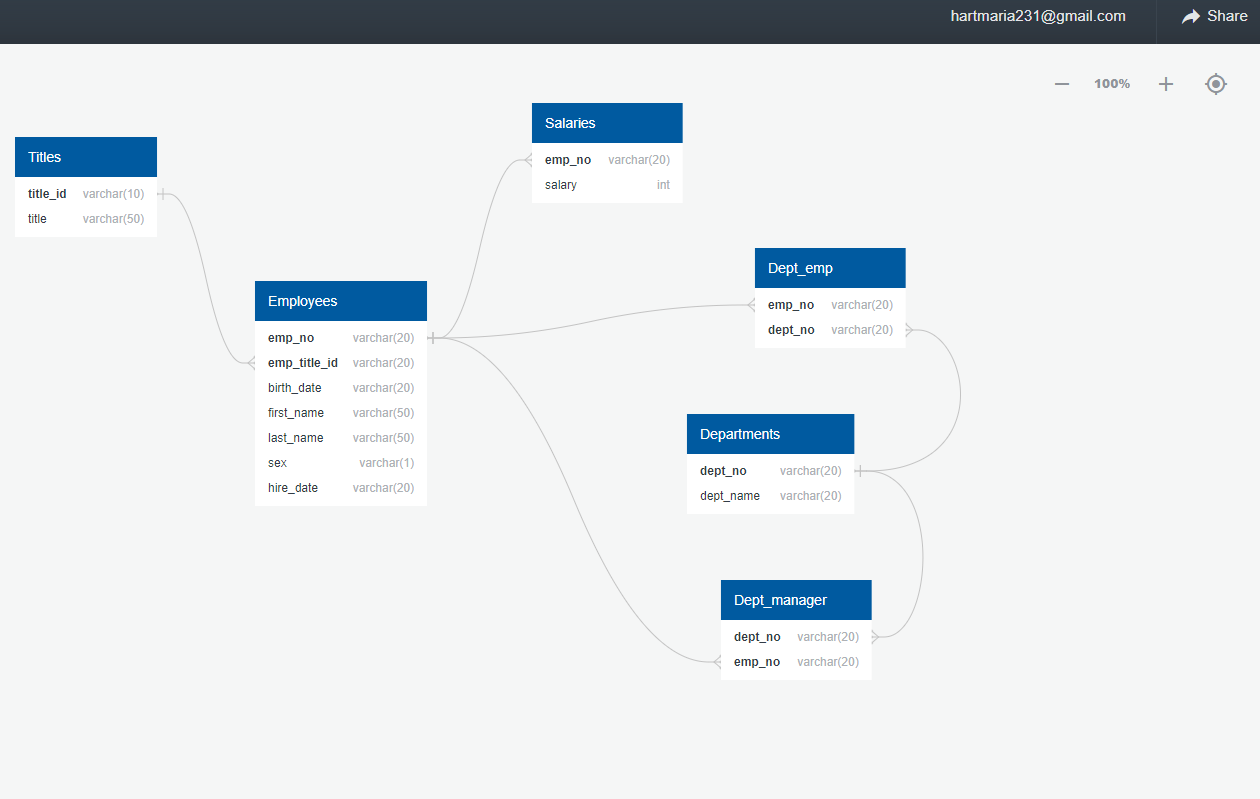 hartmaria231@gmail.com Share
100%
Titles
title_id varchar(10)
title varchar(50)
Salaries
emp_no varchar(20)
salary int
Employees
emp_no varchar(20)
emp_title_id varchar(20)
birth_date varchar(20)
first_name varchar(50)
last_name varchar(50)
sex varchar(1)
hire_date varchar(20)
Dept_emp
emp_no varchar(20)
dept_no varchar(20)
Departments
dept_no varchar(20)
dept_name varchar(20)
Dept_manager
dept_no varchar(20)
emp_no varchar(20)